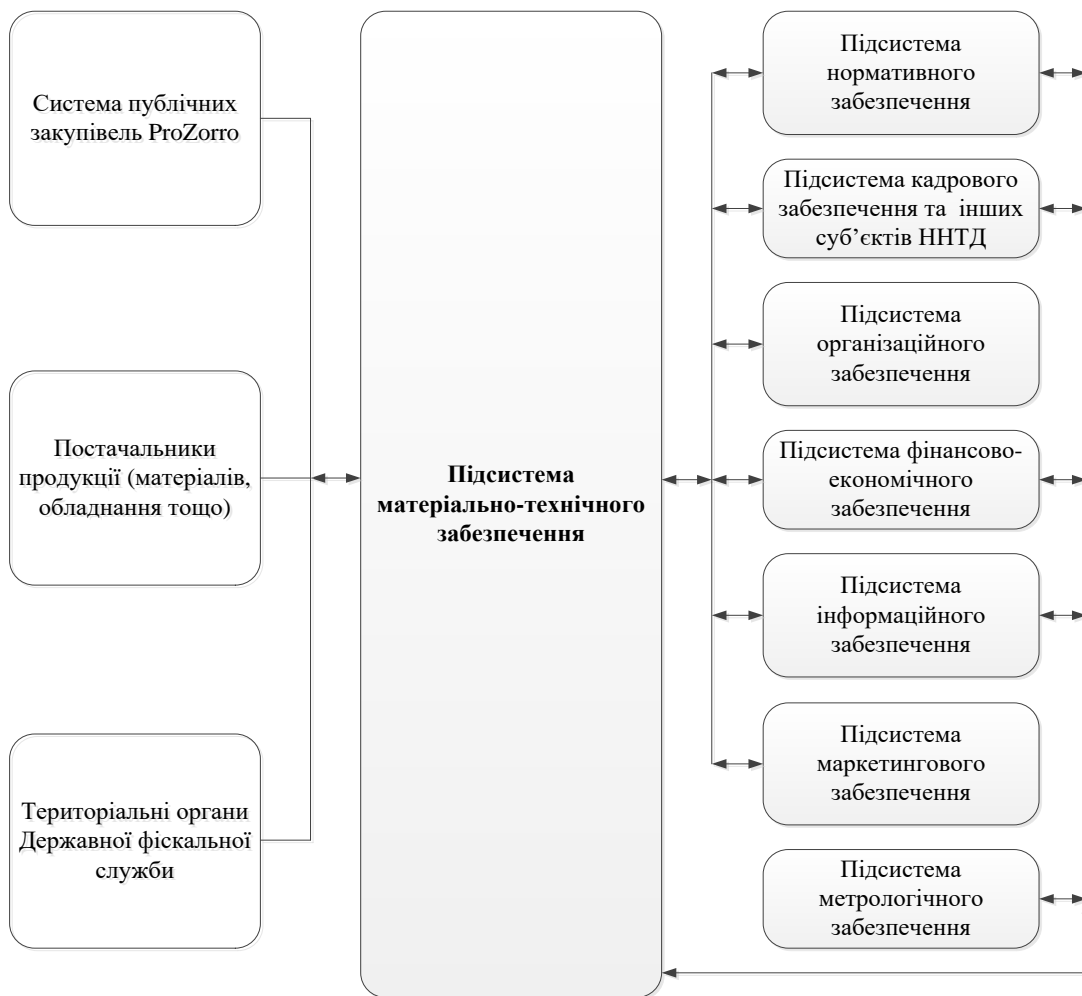 Система публічних
закупівель ProZorro
Постачальники
продукції (матеріалів,
обладнання тощо)
Територіальні органи
Державної фіскальної
служби
Підсистема
матеріально-технічного
забезпечення
Підсистема
нормативного
забезпечення
Підсистема кадрового
забезпечення та інших
суб’єктів ННТД
Підсистема
організаційного
забезпечення
Підсистема фінансово-
економічного
забезпечення
Підсистема
інформаційного
забезпечення
Підсистема
маркетингового
забезпечення
Підсистема
метрологічного
забезпечення